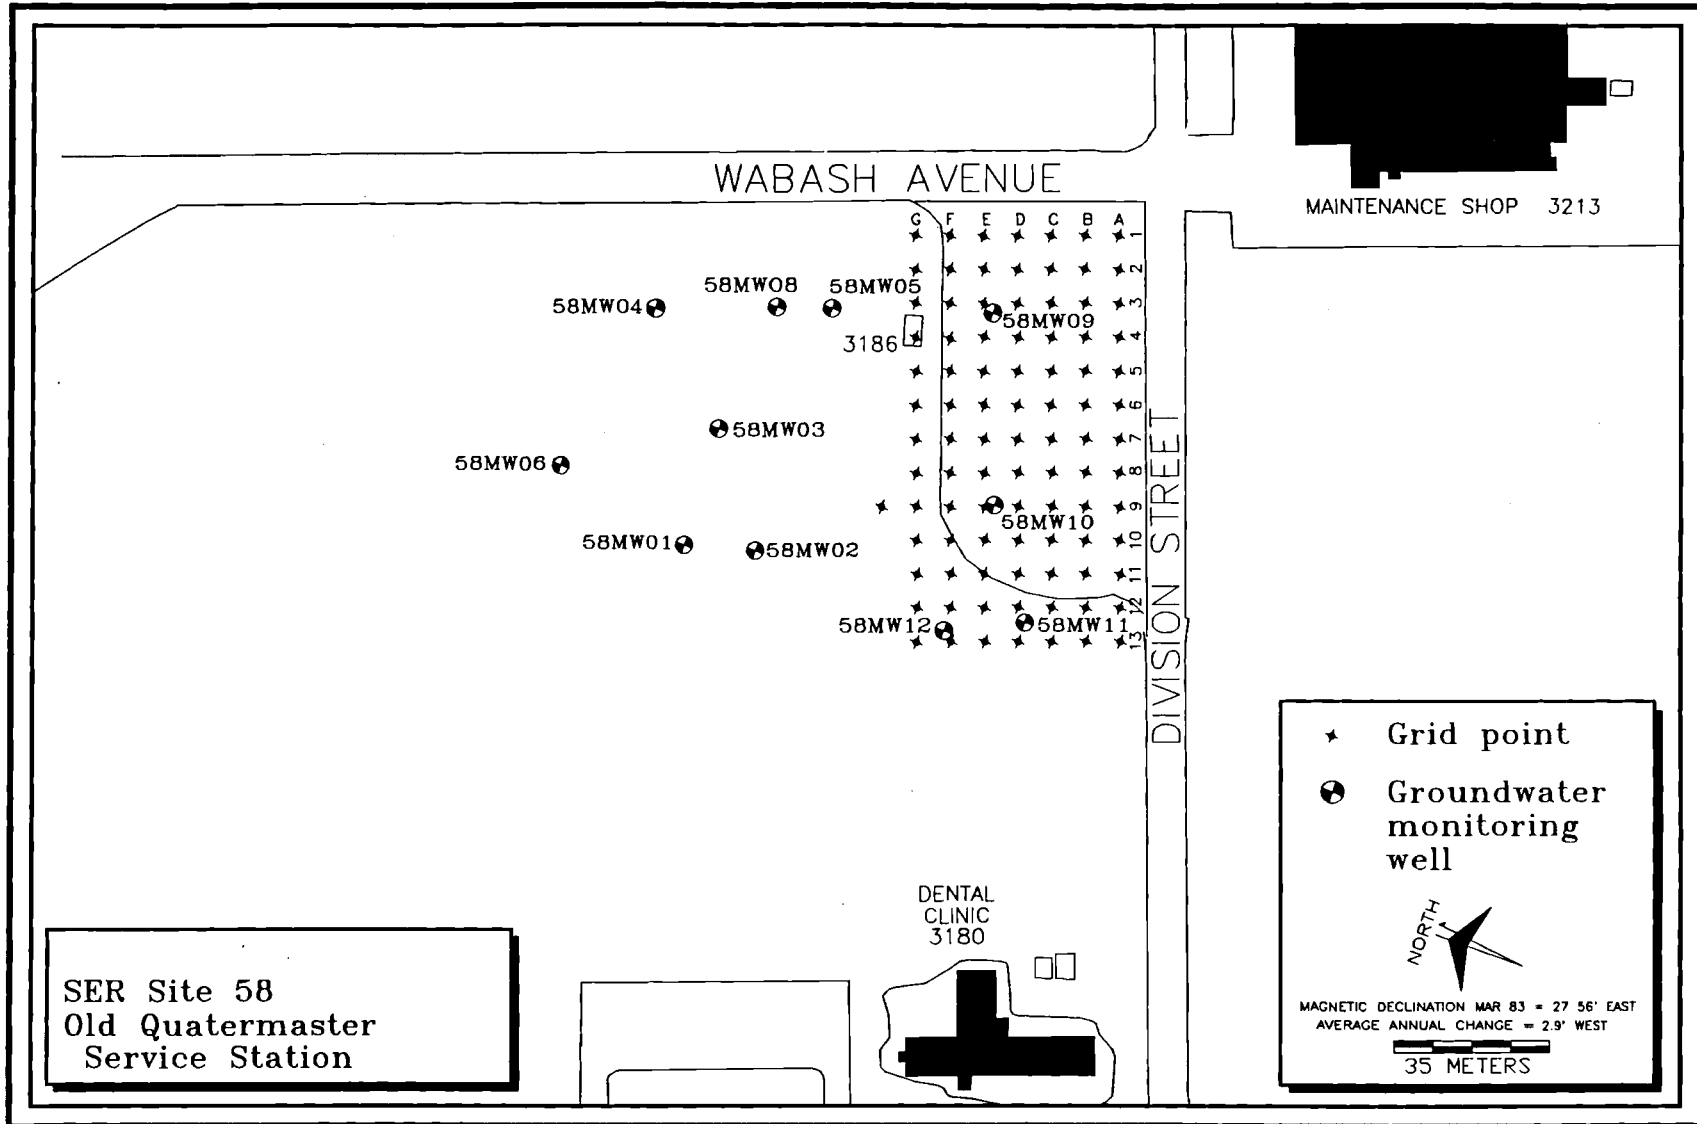 WABASH AVENUE
MAINTENANCE SHOP 3213
G F E D C B A
1
2
3
4
5
6
7
8
9
10
11
12
13
58MW08
58MW05
58MW04
58MW09
3186
58MW03
58MW06
58MW10
58MW01
58MW02
58MW12
58MW11
DIVISION STREET
Grid point
Groundwater
monitoring
well
NORTH
MAGNETIC DECLINATION MAR 83 = 27 56' EAST
AVERAGE ANNUAL CHANGE = 2.9' WEST
35 METERS
DENTAL
CLINIC
3180
SER Site 58
Old Quatermaster
Service Station